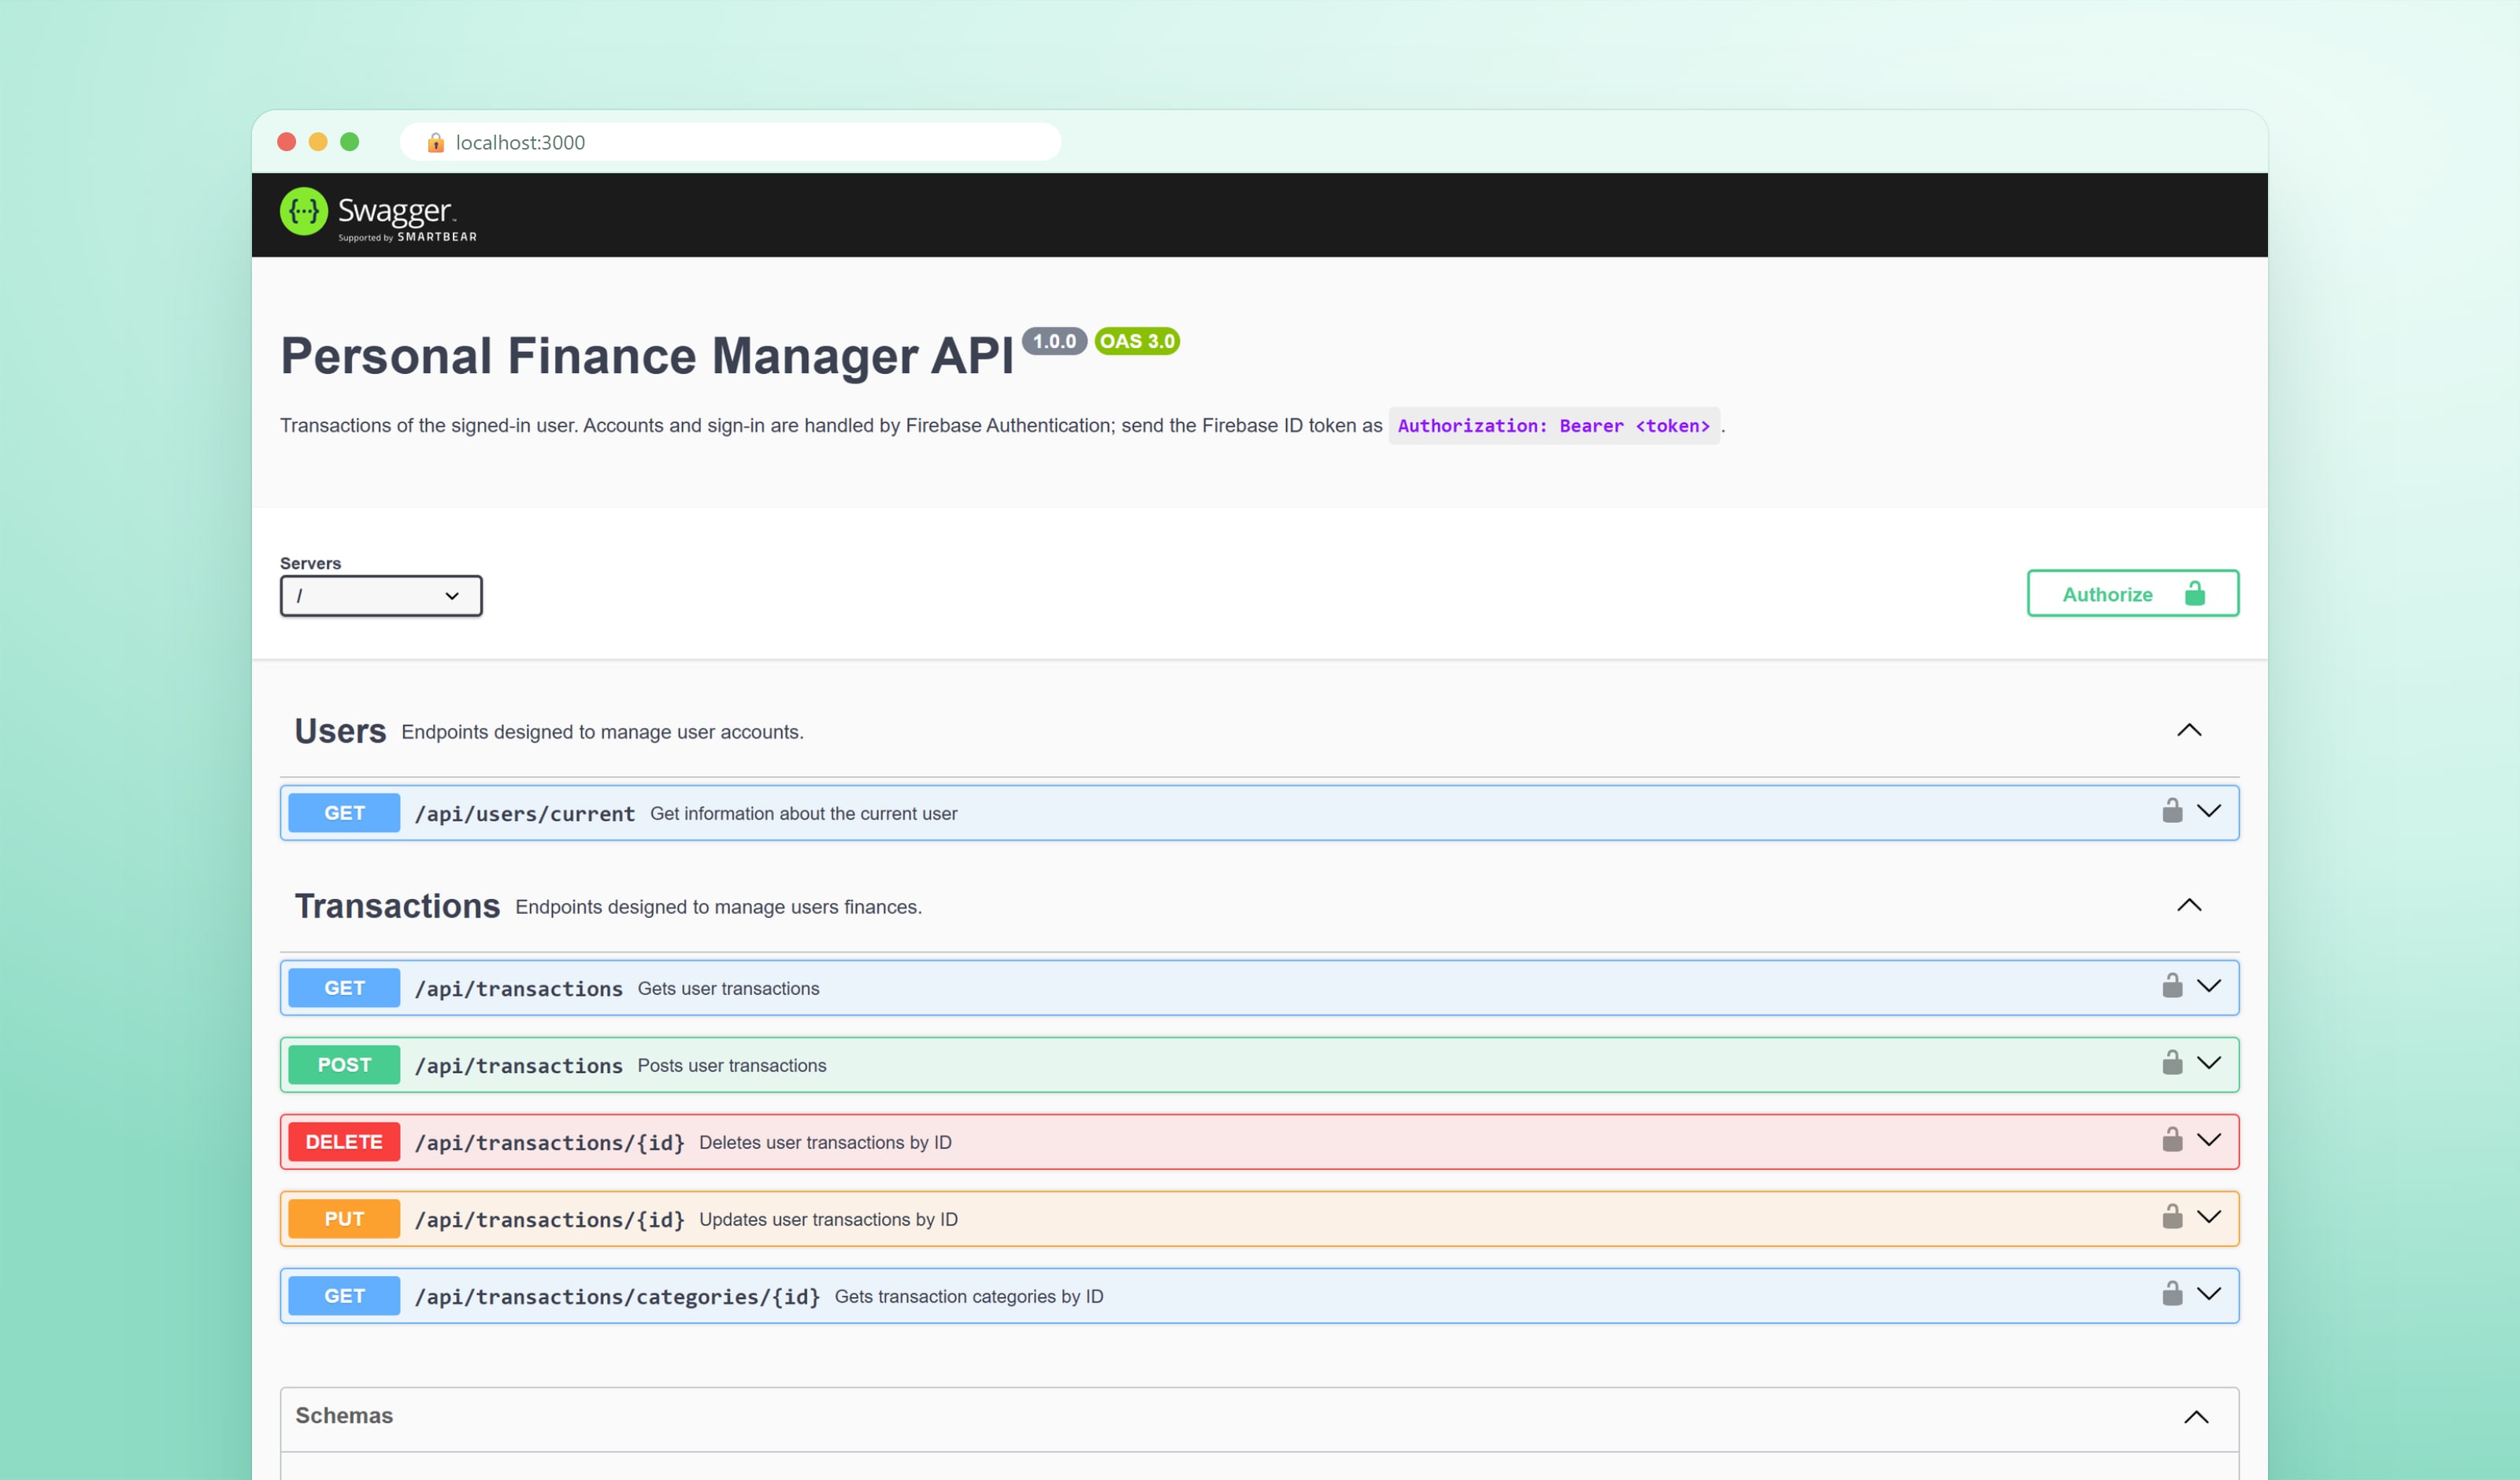 localhost:3000
Swagger™
Supported by SMARTBEAR
Personal Finance Manager API 1.0.0 OAS 3.0
Transactions of the signed-in user. Accounts and sign-in are handled by Firebase Authentication; send the Firebase ID token as Authorization: Bearer <token> .
Servers
/
Authorize
Users Endpoints designed to manage user accounts.
GET /api/users/current Get information about the current user
Transactions Endpoints designed to manage users finances.
GET /api/transactions Gets user transactions
POST /api/transactions Posts user transactions
DELETE /api/transactions/{id} Deletes user transactions by ID
PUT /api/transactions/{id} Updates user transactions by ID
GET /api/transactions/categories/{id} Gets transaction categories by ID
Schemas